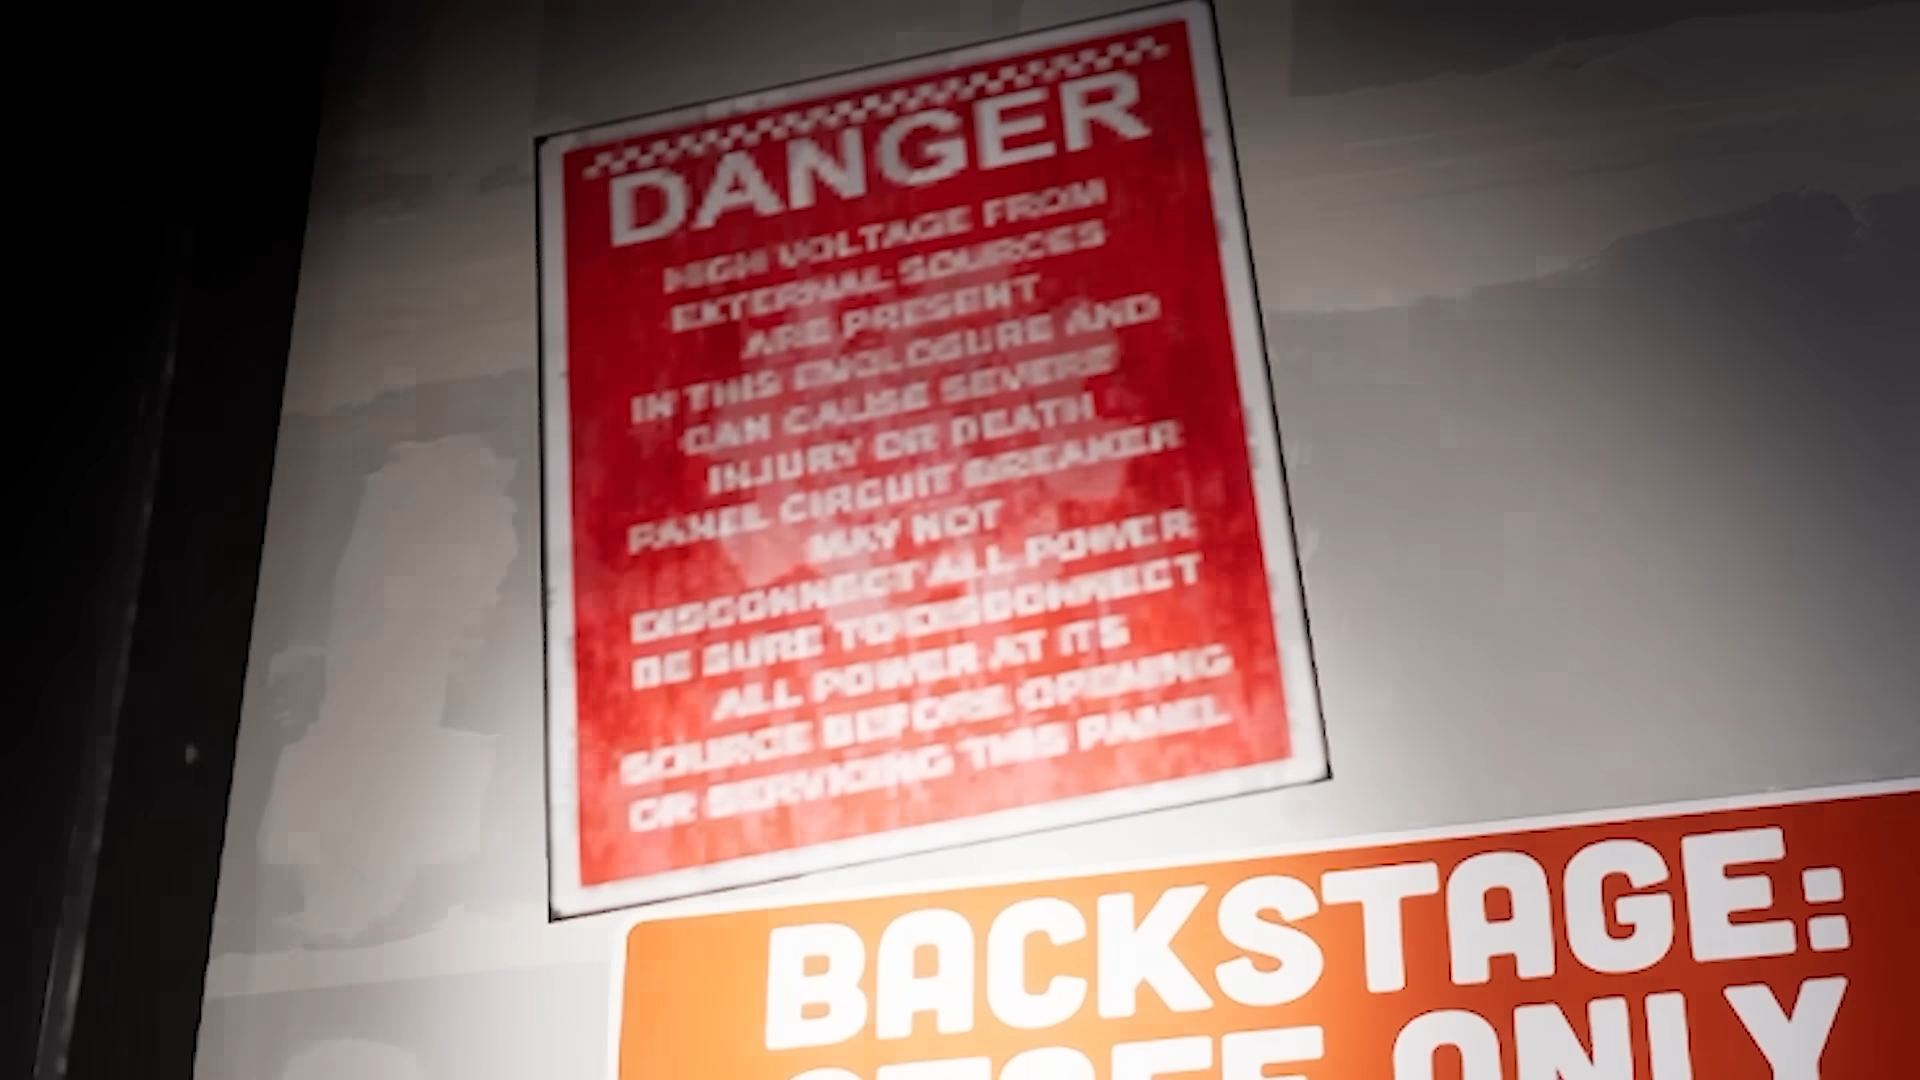 DANGER
HIGH VOLTAGE FROM
EXTERNAL SOURCES
ARE PRESENT
IN THIS ENCLOSURE AND
CAN CAUSE SEVERE
INJURY OR DEATH
PANEL CIRCUIT BREAKER
MAY NOT
DISCONNECT ALL POWER
BE SURE TO DISCONNECT
ALL POWER AT ITS
SOURCE BEFORE OPENING
OR SERVICING THIS PANEL
BACKSTAGE:
STAFF ONLY